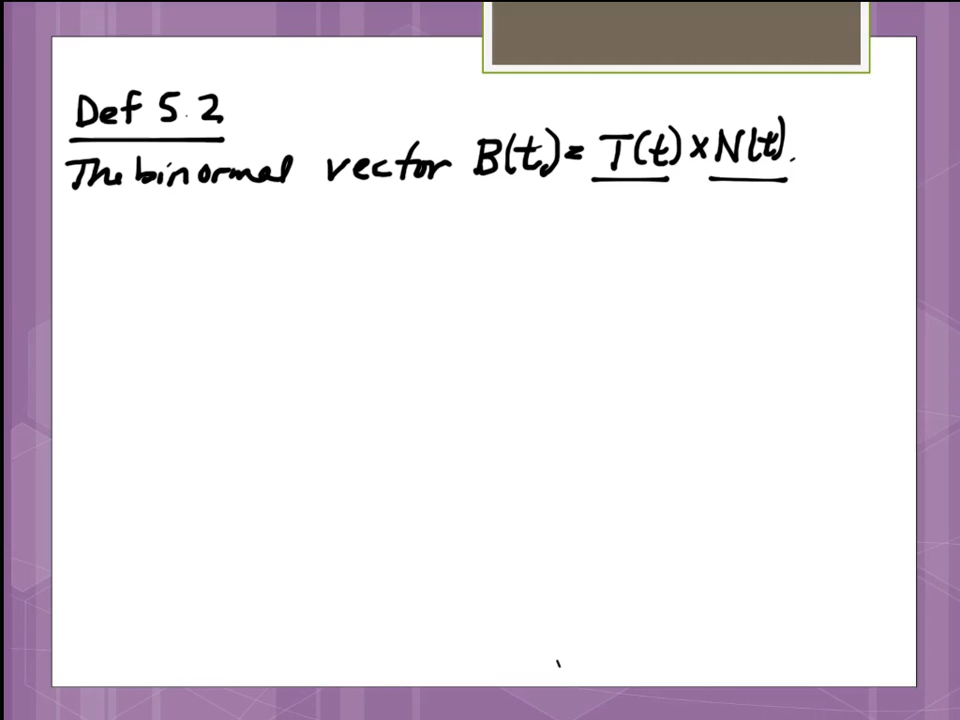 Def 5.2
The binormal vector B(t) = T(t) × N(t).